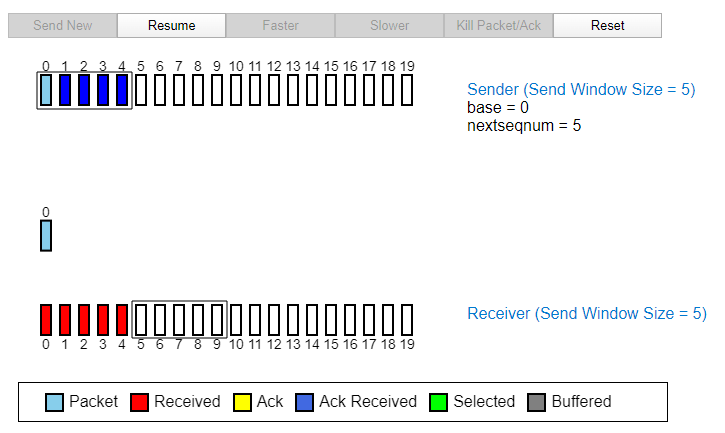 Send New Resume Faster Slower Kill Packet/Ack Reset
0 1 2 3 4 5 6 7 8 9 10 11 12 13 14 15 16 17 18 19
Sender (Send Window Size = 5)
base = 0
nextseqnum = 5
0
Receiver (Send Window Size = 5)
0 1 2 3 4 5 6 7 8 9 10 11 12 13 14 15 16 17 18 19
Packet Received Ack Ack Received Selected Buffered